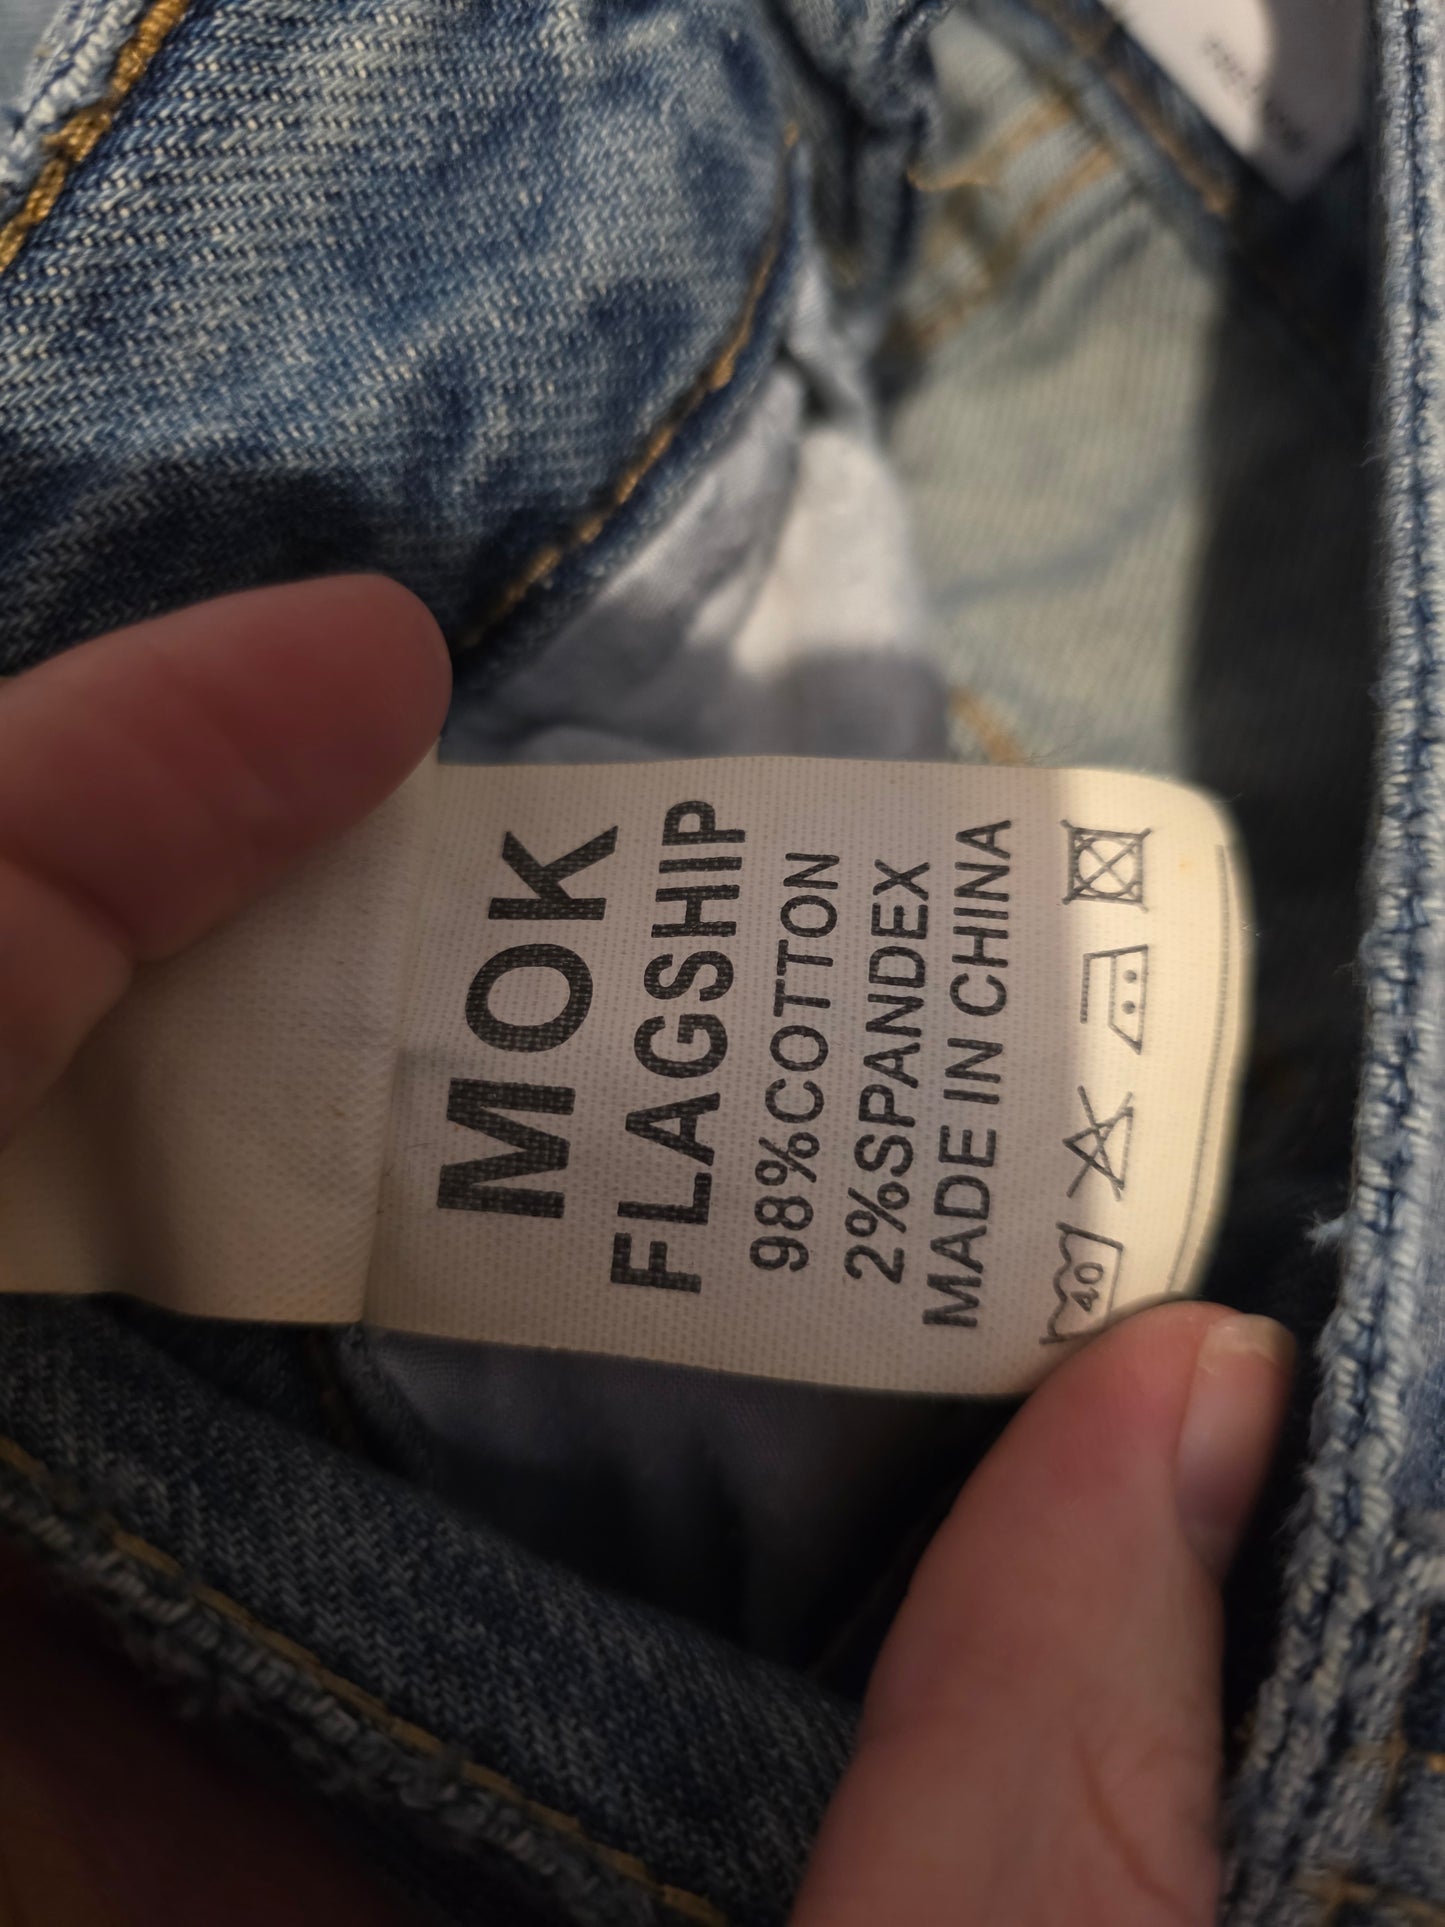 MOK
FLAGSHIP
98%COTTON
2%SPANDEX
MADE IN CHINA
40